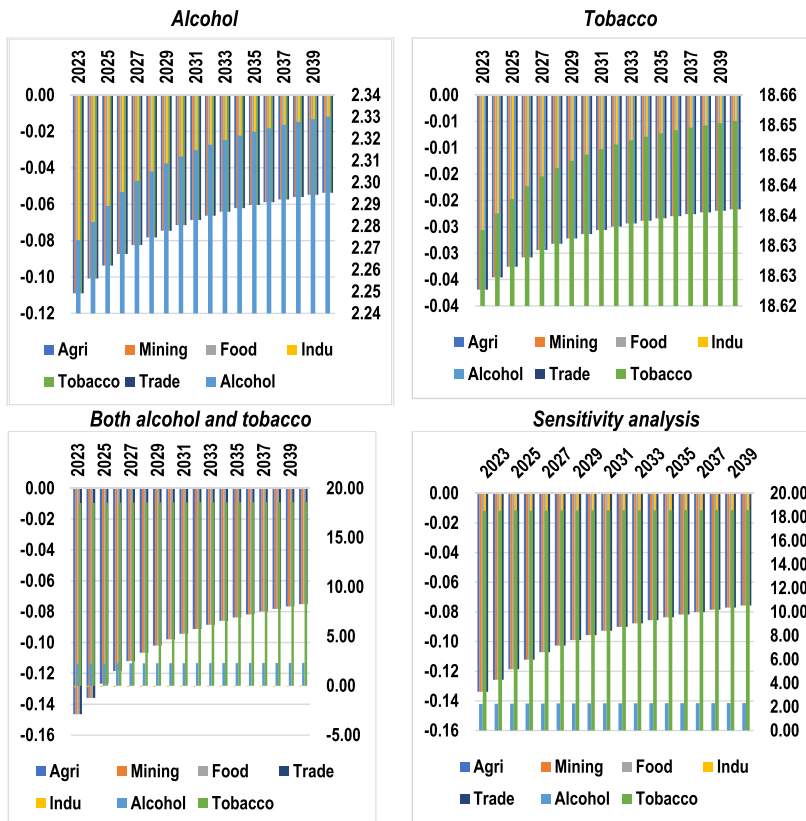 Alcohol
2023 2025 2027 2029 2031 2033 2035 2037 2039
0.00 2.34
-0.02 2.33
-0.04 2.32
-0.06 2.31
-0.08 2.30
-0.10 2.29
-0.12 2.28
2.27
2.26
2.25
2.24
Agri Mining Food Indu
Tobacco Trade Alcohol
Tobacco
2023 2025 2027 2029 2031 2033 2035 2037 2039
0.00 18.66
-0.01 18.65
-0.01 18.65
-0.02 18.64
-0.02 18.64
-0.03 18.63
-0.03 18.63
-0.04 18.62
-0.04
Agri Mining Food Indu
Alcohol Trade Tobacco
Both alcohol and tobacco
2023 2025 2027 2029 2031 2033 2035 2037 2039
0.00 20.00
-0.02 15.00
-0.04 10.00
-0.06 5.00
-0.08 0.00
-0.10 -5.00
-0.12
-0.14
-0.16
Agri Mining Food Trade
Indu Alcohol Tobacco
Sensitivity analysis
2023 2025 2027 2029 2031 2033 2035 2037 2039
0.00 20.00
-0.02 18.00
-0.04 16.00
-0.06 14.00
-0.08 12.00
-0.10 10.00
-0.12 8.00
-0.14 6.00
-0.16 4.00
2.00
0.00
Agri Mining Food Indu
Trade Alcohol Tobacco